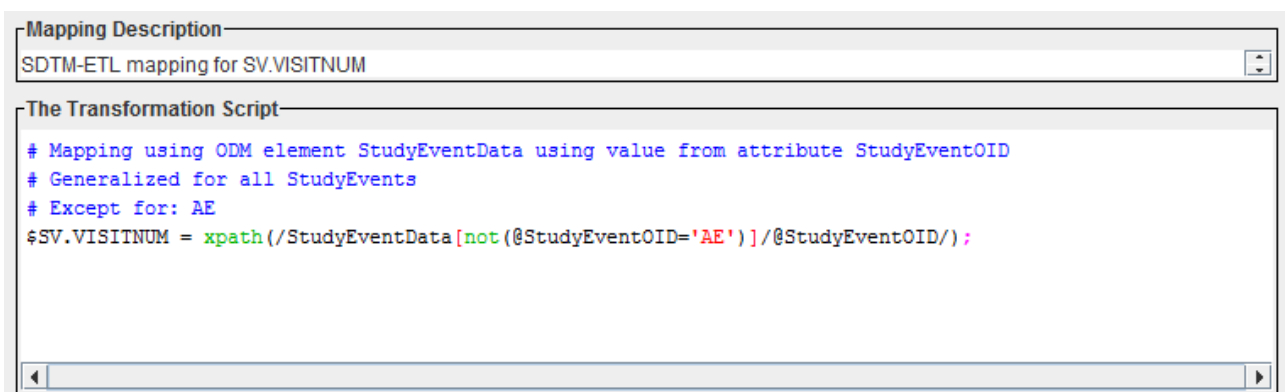 Mapping Description
SDTM-ETL mapping for SV.VISITNUM
The Transformation Script
# Mapping using ODM element StudyEventData using value from attribute StudyEventOID
# Generalized for all StudyEvents
# Except for: AE
$SV.VISITNUM = xpath(/StudyEventData[not(@StudyEventOID='AE')]/@StudyEventOID/);